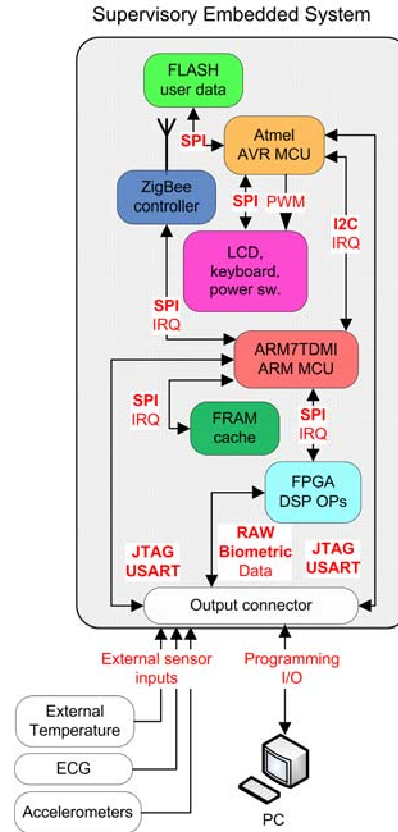 Supervisory Embedded System
FLASH
user data
SPI
Atmel
AVR MCU
ZigBee
controller
SPI
PWM
I2C
IRQ
LCD,
keyboard,
power sw.
SPI
IRQ
ARM7TDMI
ARM MCU
SPI
IRQ
FRAM
cache
SPI
IRQ
FPGA
DSP OPs
JTAG
USART
RAW
Biometric
Data
JTAG
USART
Output connector
External sensor
inputs
Programming
I/O
External
Temperature
ECG
Accelerometers
PC